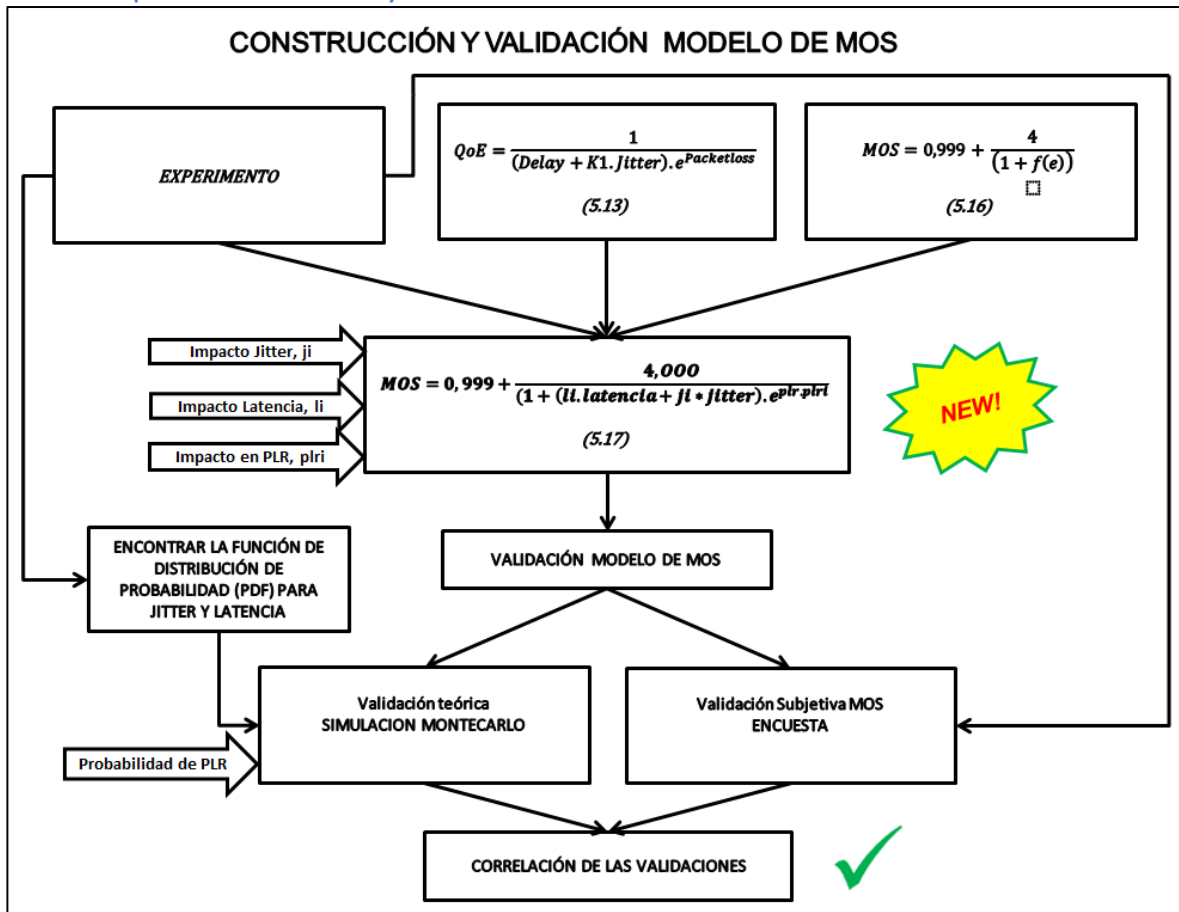 CONSTRUCCIÓN Y VALIDACIÓN MODELO DE MOS
EXPERIMENTO
QoE = 1 / (Delay + K1.Jitter).e^Packetloss
(5.13)
MOS = 0,999 + 4 / (1 + f(e))
(5.16)
Impacto Jitter, ji
Impacto Latencia, li
Impacto en PLR, plri
MOS = 0,999 + 4,000 / (1 + (li.latencia + ji * jitter).e^plr.plri
(5.17)
NEW!
ENCONTRAR LA FUNCIÓN DE
DISTRIBUCIÓN DE
PROBABILIDAD (PDF) PARA
JITTER Y LATENCIA
VALIDACIÓN MODELO DE MOS
Validación teórica
SIMULACION MONTECARLO
Validación Subjetiva MOS
ENCUESTA
Probabilidad de PLR
CORRELACIÓN DE LAS VALIDACIONES